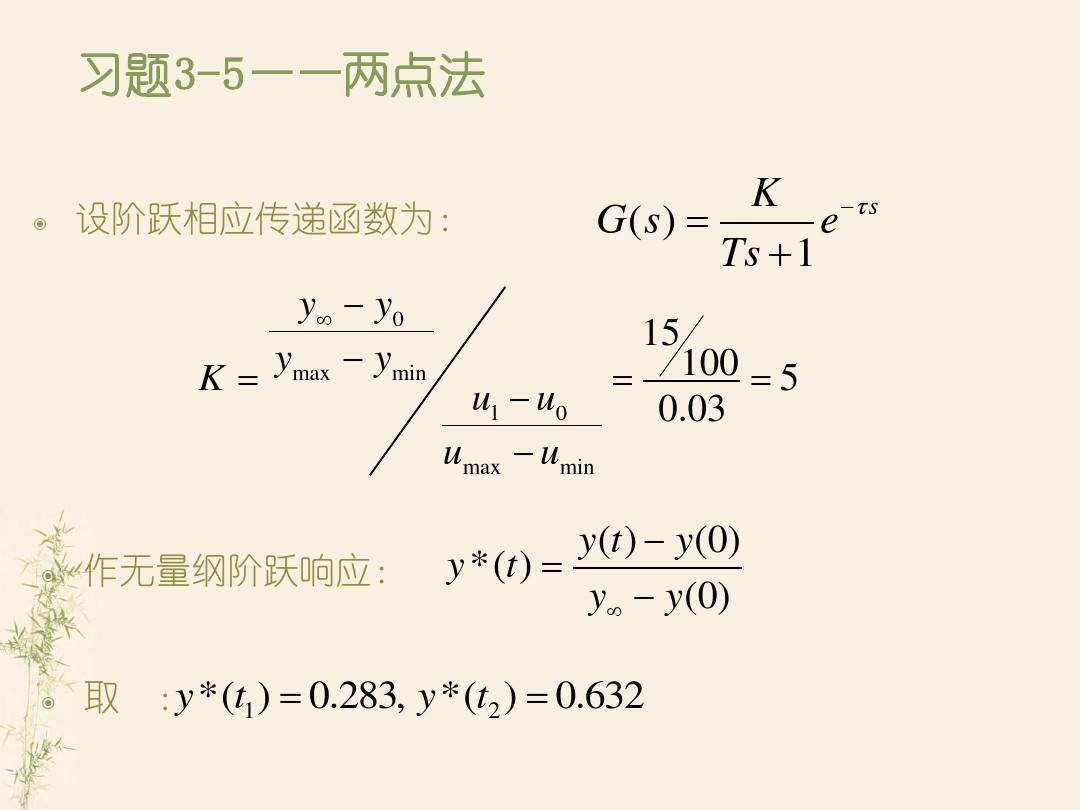 习题3-5——两点法
设阶跃相应传递函数为: G(s) = K / (Ts + 1) e^(−τs)
K = (y∞ − y0) / (ymax − ymin) / (u1 − u0) / (umax − umin) = 15/100 / 0.03 = 5
作无量纲阶跃响应: y*(t) = (y(t) − y(0)) / (y∞ − y(0))
取 : y*(t1) = 0.283, y*(t2) = 0.632